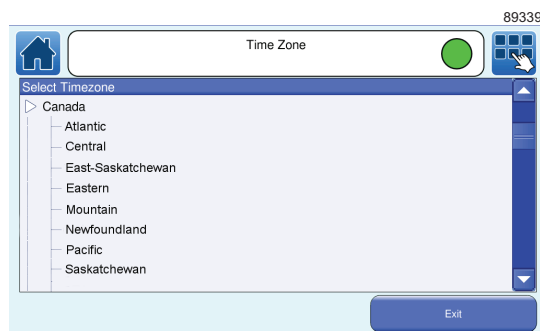 89339
Time Zone
Select Timezone
Canada
Atlantic
Central
East-Saskatchewan
Eastern
Mountain
Newfoundland
Pacific
Saskatchewan
Exit